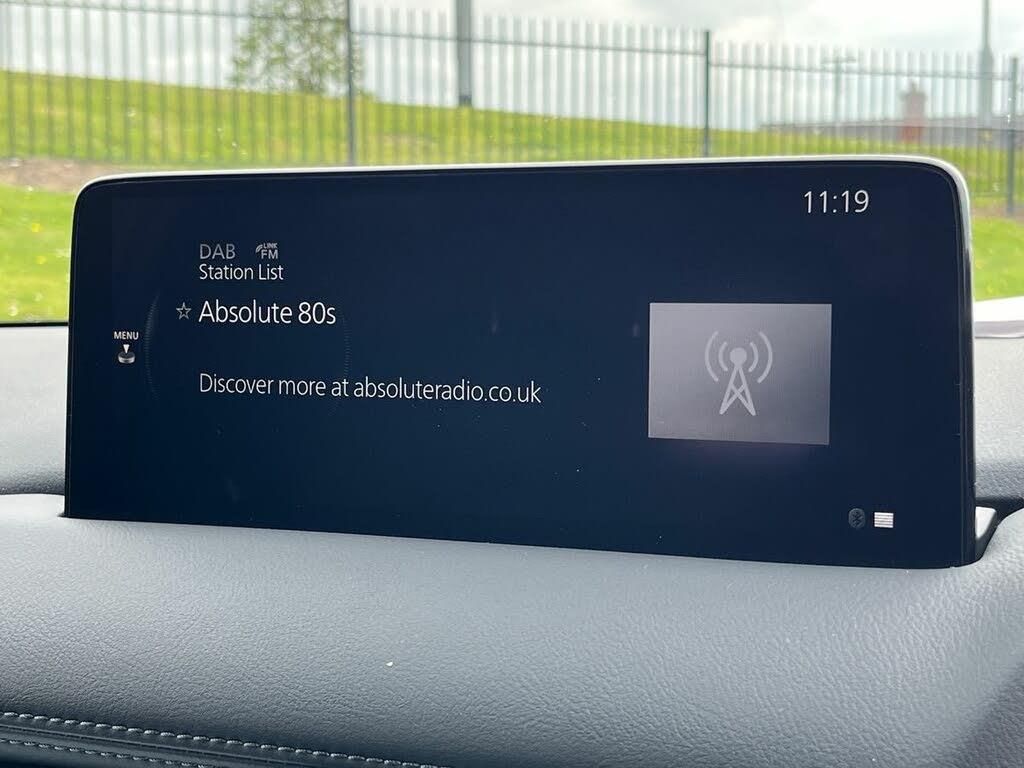 11:19
DAB LINK FM
Station List
☆ Absolute 80s
MENU
Discover more at absoluteradio.co.uk